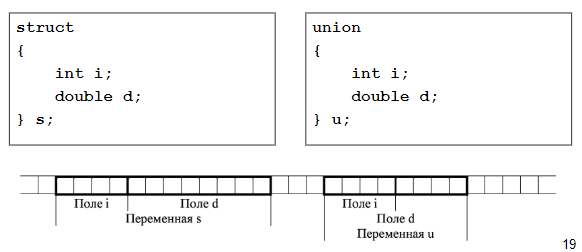 struct
{
int i;
double d;
} s;
union
{
int i;
double d;
} u;
Поле i Поле d
Переменная s
Поле i
Поле d
Переменная u
19